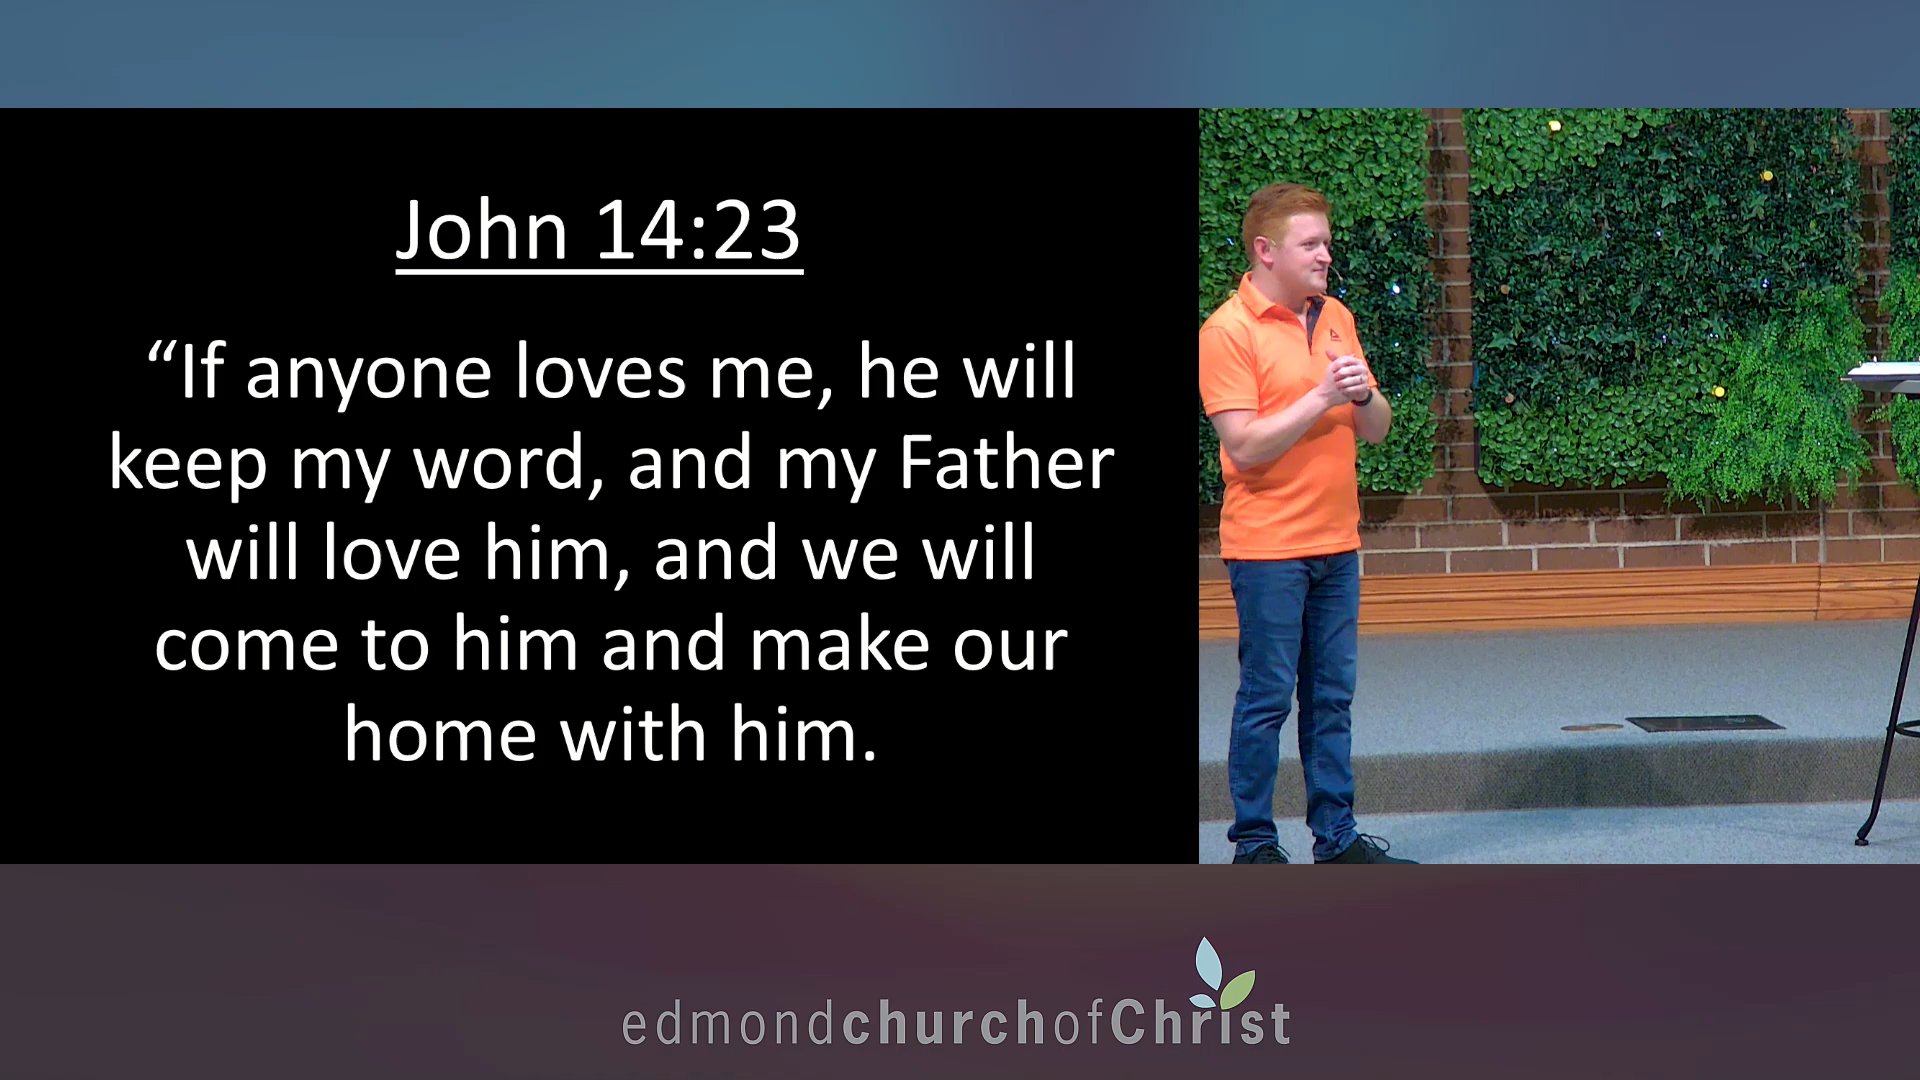 John 14:23
“If anyone loves me, he will
keep my word, and my Father
will love him, and we will
come to him and make our
home with him.
edmondchurchofChrist